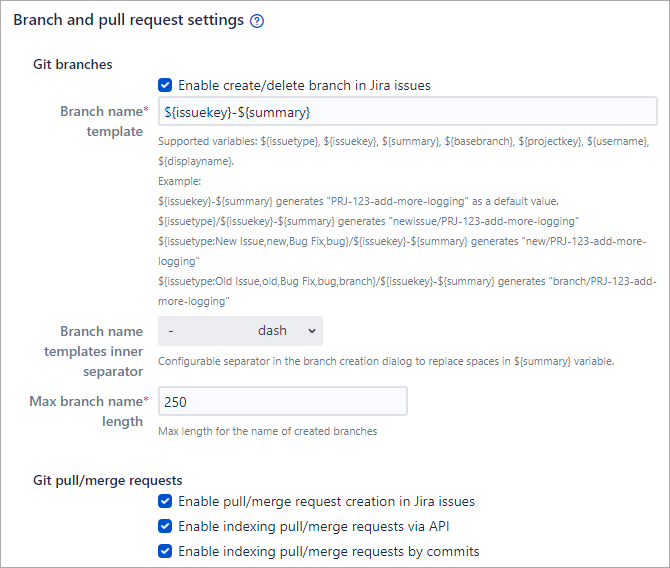 Branch and pull request settings ?
Git branches
Enable create/delete branch in Jira issues
Branch name*
template
${issuekey}-${summary}
Supported variables: ${issuetype}, ${issuekey}, ${summary}, ${basebranch}, ${projectkey}, ${username},
${displayname}.
Example:
${issuekey}-${summary} generates "PRJ-123-add-more-logging" as a default value.
${issuetype}/${issuekey}-${summary} generates "newissue/PRJ-123-add-more-logging"
${issuetype:New Issue,new,Bug Fix,bug}/${issuekey}-${summary} generates "new/PRJ-123-add-more-
logging"
${issuetype:Old Issue,old,Bug Fix,bug,branch}/${issuekey}-${summary} generates "branch/PRJ-123-add-
more-logging"
Branch name
templates inner
separator
- dash
Configurable separator in the branch creation dialog to replace spaces in ${summary} variable.
Max branch name*
length
250
Max length for the name of created branches
Git pull/merge requests
Enable pull/merge request creation in Jira issues
Enable indexing pull/merge requests via API
Enable indexing pull/merge requests by commits